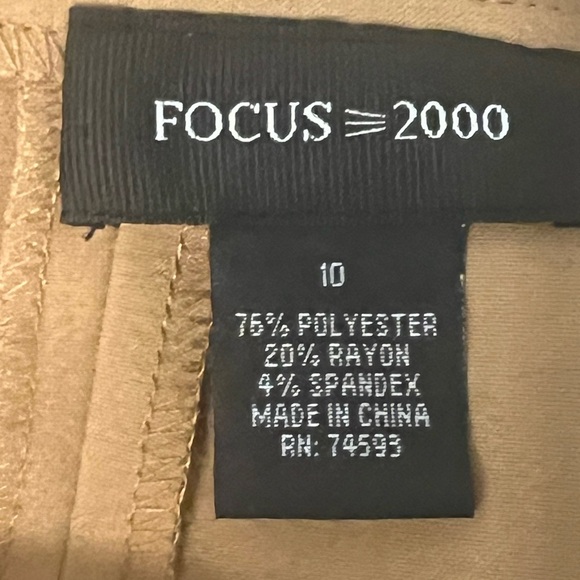 FOCUS ⋝ 2000
10
76% POLYESTER
20% RAYON
4% SPANDEX
MADE IN CHINA
RN: 74593